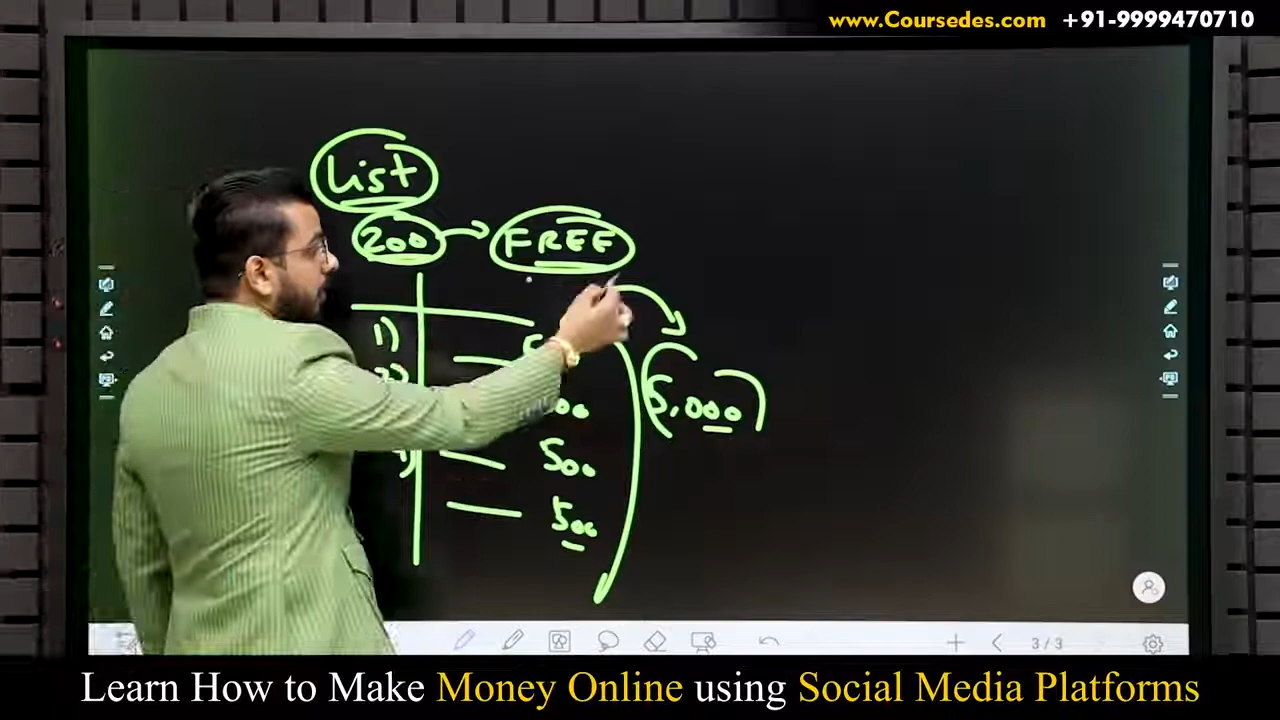 www.Coursedes.com +91-9999470710
List
200 → FREE
1)
5,000
500
500
3/3
Learn How to Make Money Online using Social Media Platforms